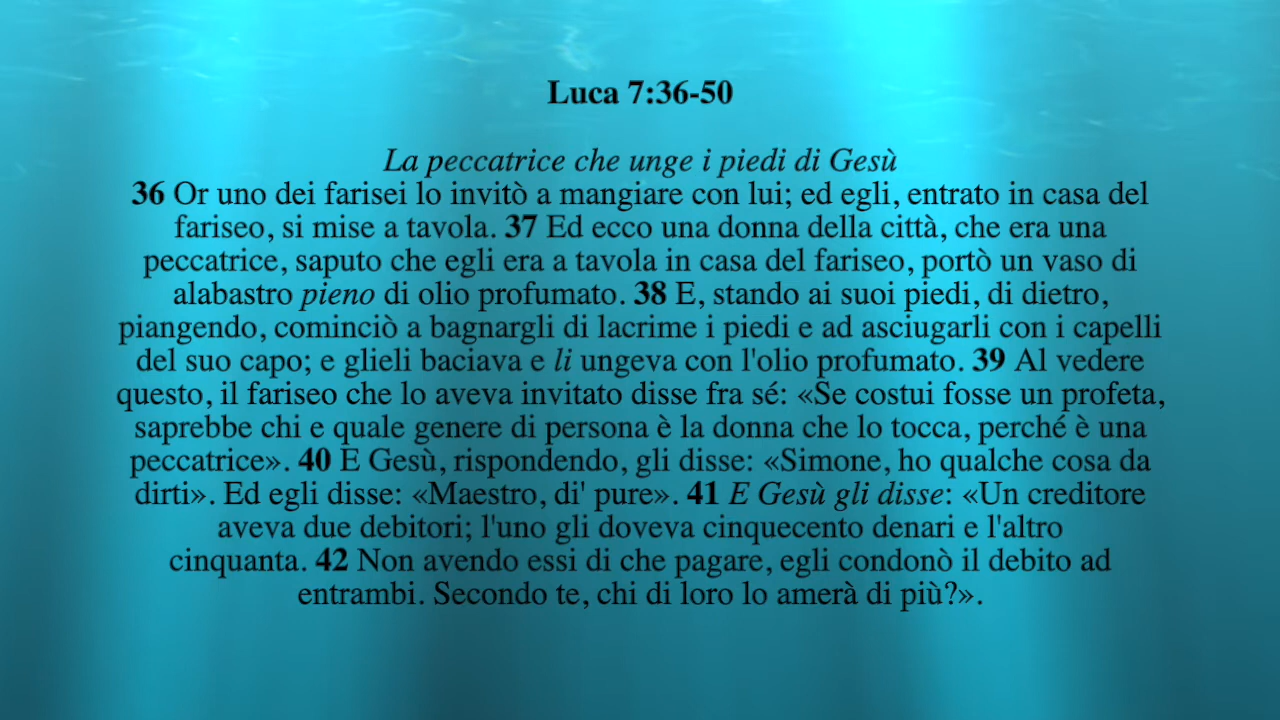 Luca 7:36-50
La peccatrice che unge i piedi di Gesù
36 Or uno dei farisei lo invitò a mangiare con lui; ed egli, entrato in casa del
fariseo, si mise a tavola. 37 Ed ecco una donna della città, che era una
peccatrice, saputo che egli era a tavola in casa del fariseo, portò un vaso di
alabastro pieno di olio profumato. 38 E, stando ai suoi piedi, di dietro,
piangendo, cominciò a bagnargli di lacrime i piedi e ad asciugarli con i capelli
del suo capo; e glieli baciava e li ungeva con l'olio profumato. 39 Al vedere
questo, il fariseo che lo aveva invitato disse fra sé: «Se costui fosse un profeta,
saprebbe chi e quale genere di persona è la donna che lo tocca, perché è una
peccatrice». 40 E Gesù, rispondendo, gli disse: «Simone, ho qualche cosa da
dirti». Ed egli disse: «Maestro, di' pure». 41 E Gesù gli disse: «Un creditore
aveva due debitori; l'uno gli doveva cinquecento denari e l'altro
cinquanta. 42 Non avendo essi di che pagare, egli condonò il debito ad
entrambi. Secondo te, chi di loro lo amerà di più?».